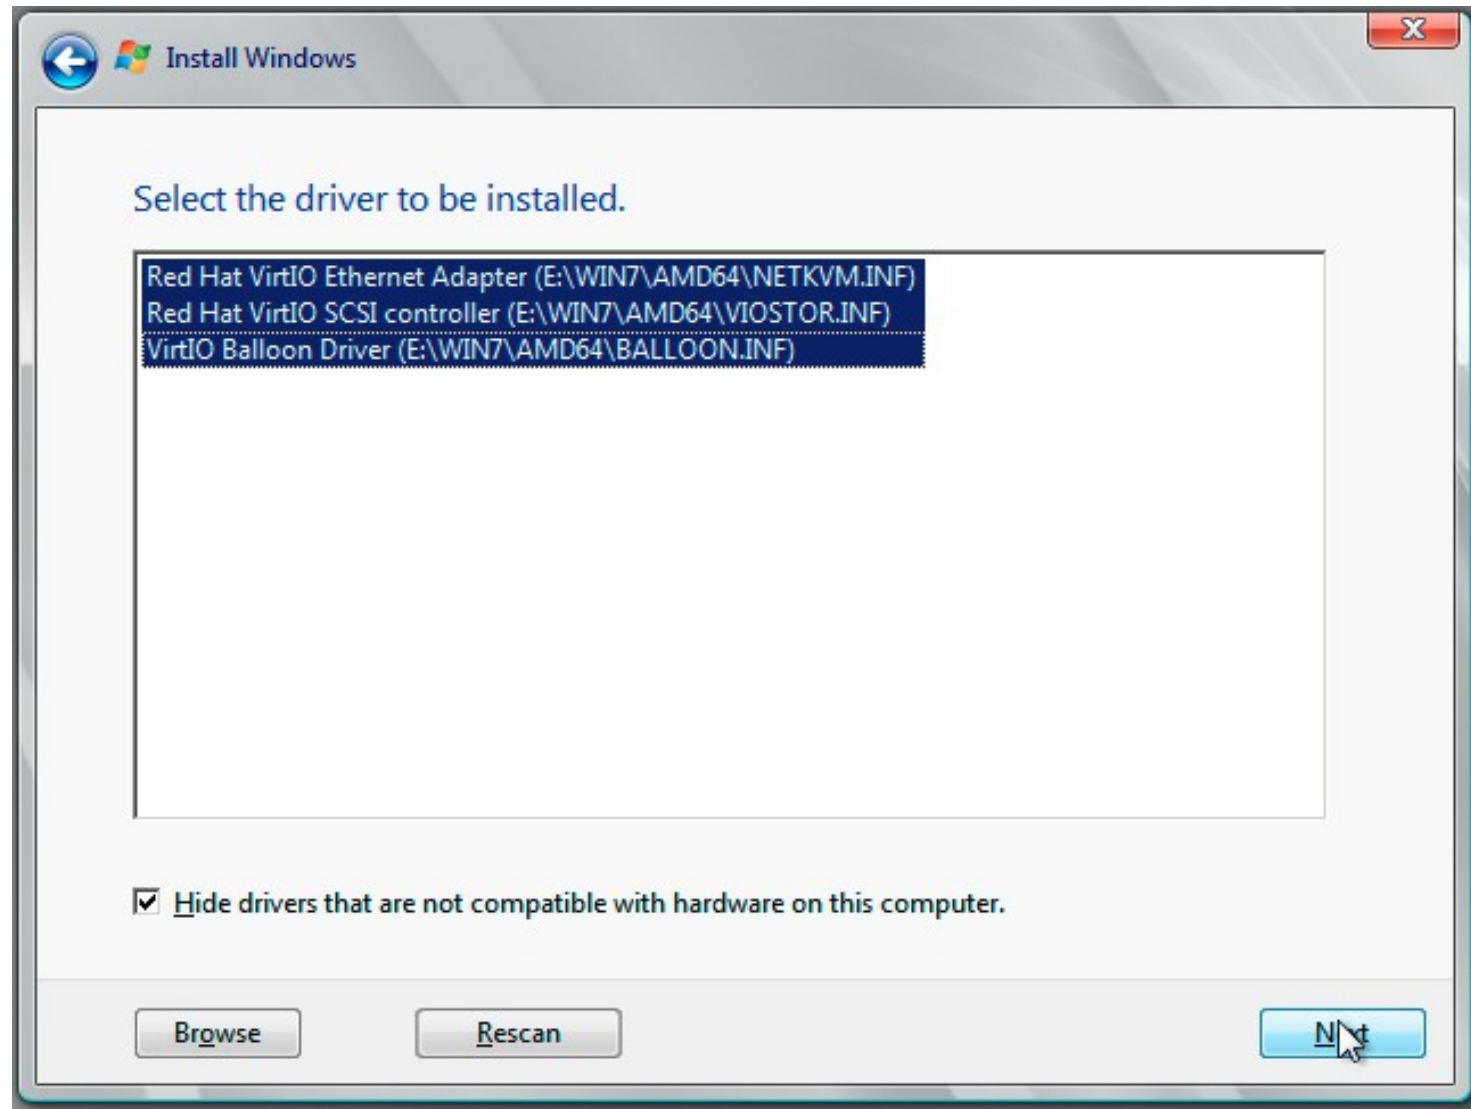 Install Windows
X
Select the driver to be installed.
Red Hat VirtIO Ethernet Adapter (E:\WIN7\AMD64\NETKVM.INF)
Red Hat VirtIO SCSI controller (E:\WIN7\AMD64\VIOSTOR.INF)
VirtIO Balloon Driver (E:\WIN7\AMD64\BALLOON.INF)
Hide drivers that are not compatible with hardware on this computer.
Browse
Rescan
Next